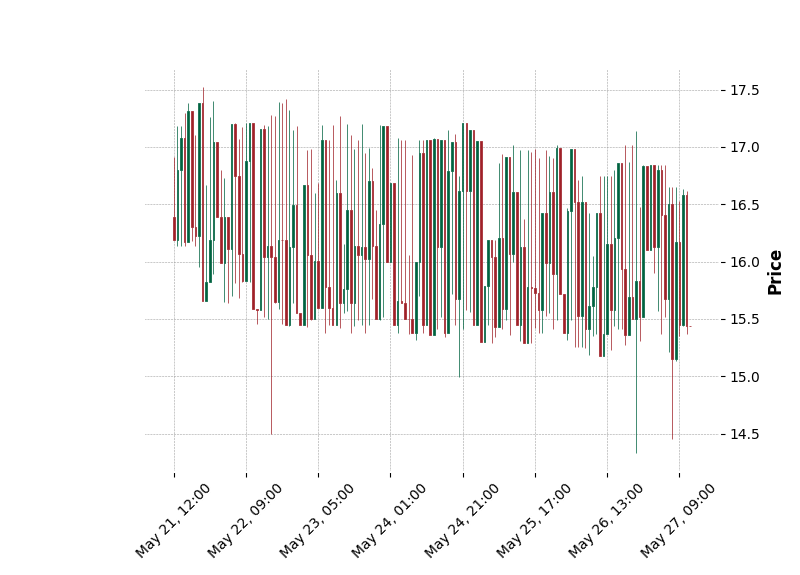 17.5
17.0
16.5
16.0
15.5
15.0
14.5
Price
May 21, 12:00
May 22, 09:00
May 23, 05:00
May 24, 01:00
May 24, 21:00
May 25, 17:00
May 26, 13:00
May 27, 09:00